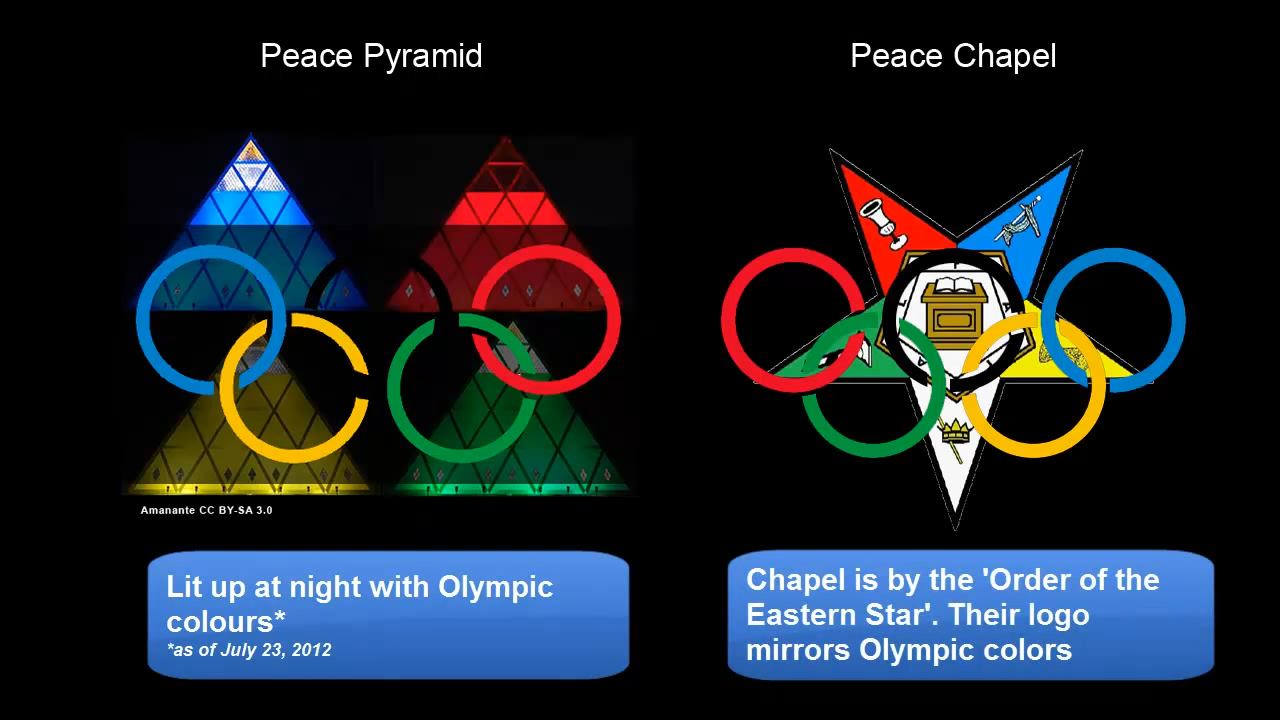 Peace Pyramid
Peace Chapel
Amanante CC BY-SA 3.0
Lit up at night with Olympic
colours*
*as of July 23, 2012
Chapel is by the 'Order of the
Eastern Star'. Their logo
mirrors Olympic colors